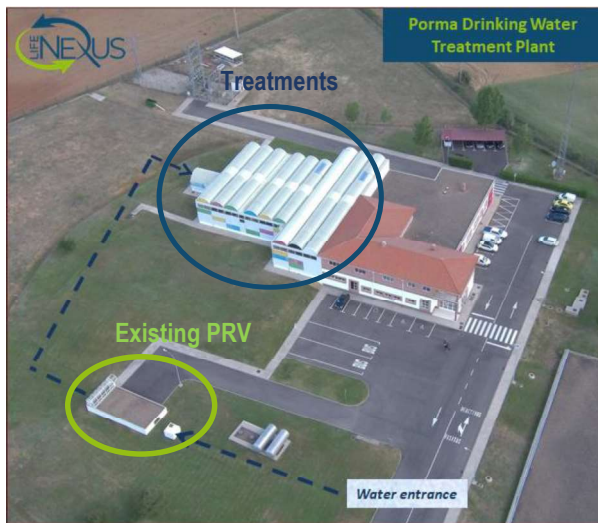 LIFE
NEXUS
Porma Drinking Water
Treatment Plant
Treatments
Existing PRV
Water entrance